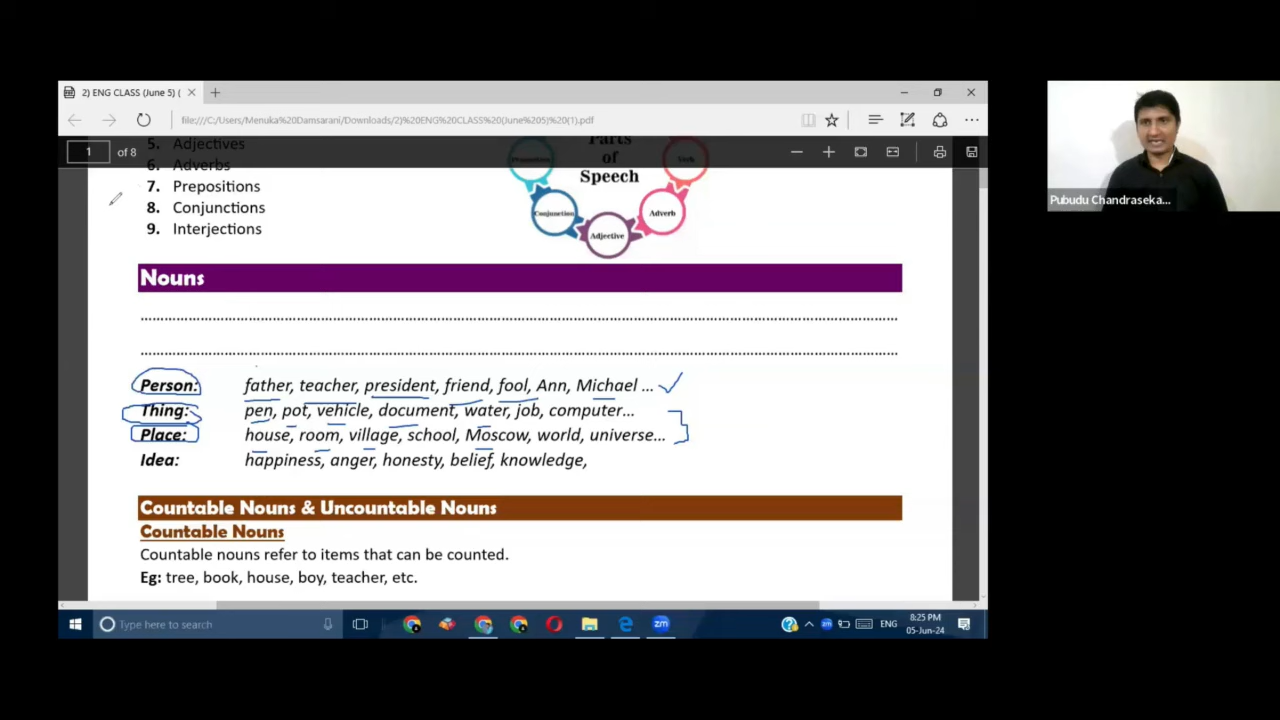 2) ENG CLASS (June 5) (
file:///C:/Users/Menuka%20Damsarani/Downloads/2)%20ENG%20CLASS%20(June%205)%20(1).pdf
1 of 8
5. Adjectives
6. Adverbs
7. Prepositions
8. Conjunctions
9. Interjections
Parts
of
Speech
Pronoun
Verb
Conjunction
Adverb
Adjective
Pubudu Chandraseka...
Nouns
Person: father, teacher, president, friend, fool, Ann, Michael ...
Thing: pen, pot, vehicle, document, water, job, computer...
Place: house, room, village, school, Moscow, world, universe...
Idea: happiness, anger, honesty, belief, knowledge,
Countable Nouns & Uncountable Nouns
Countable Nouns
Countable nouns refer to items that can be counted.
Eg: tree, book, house, boy, teacher, etc.
Type here to search
zm
zm
ENG
8:25 PM
05-Jun-24